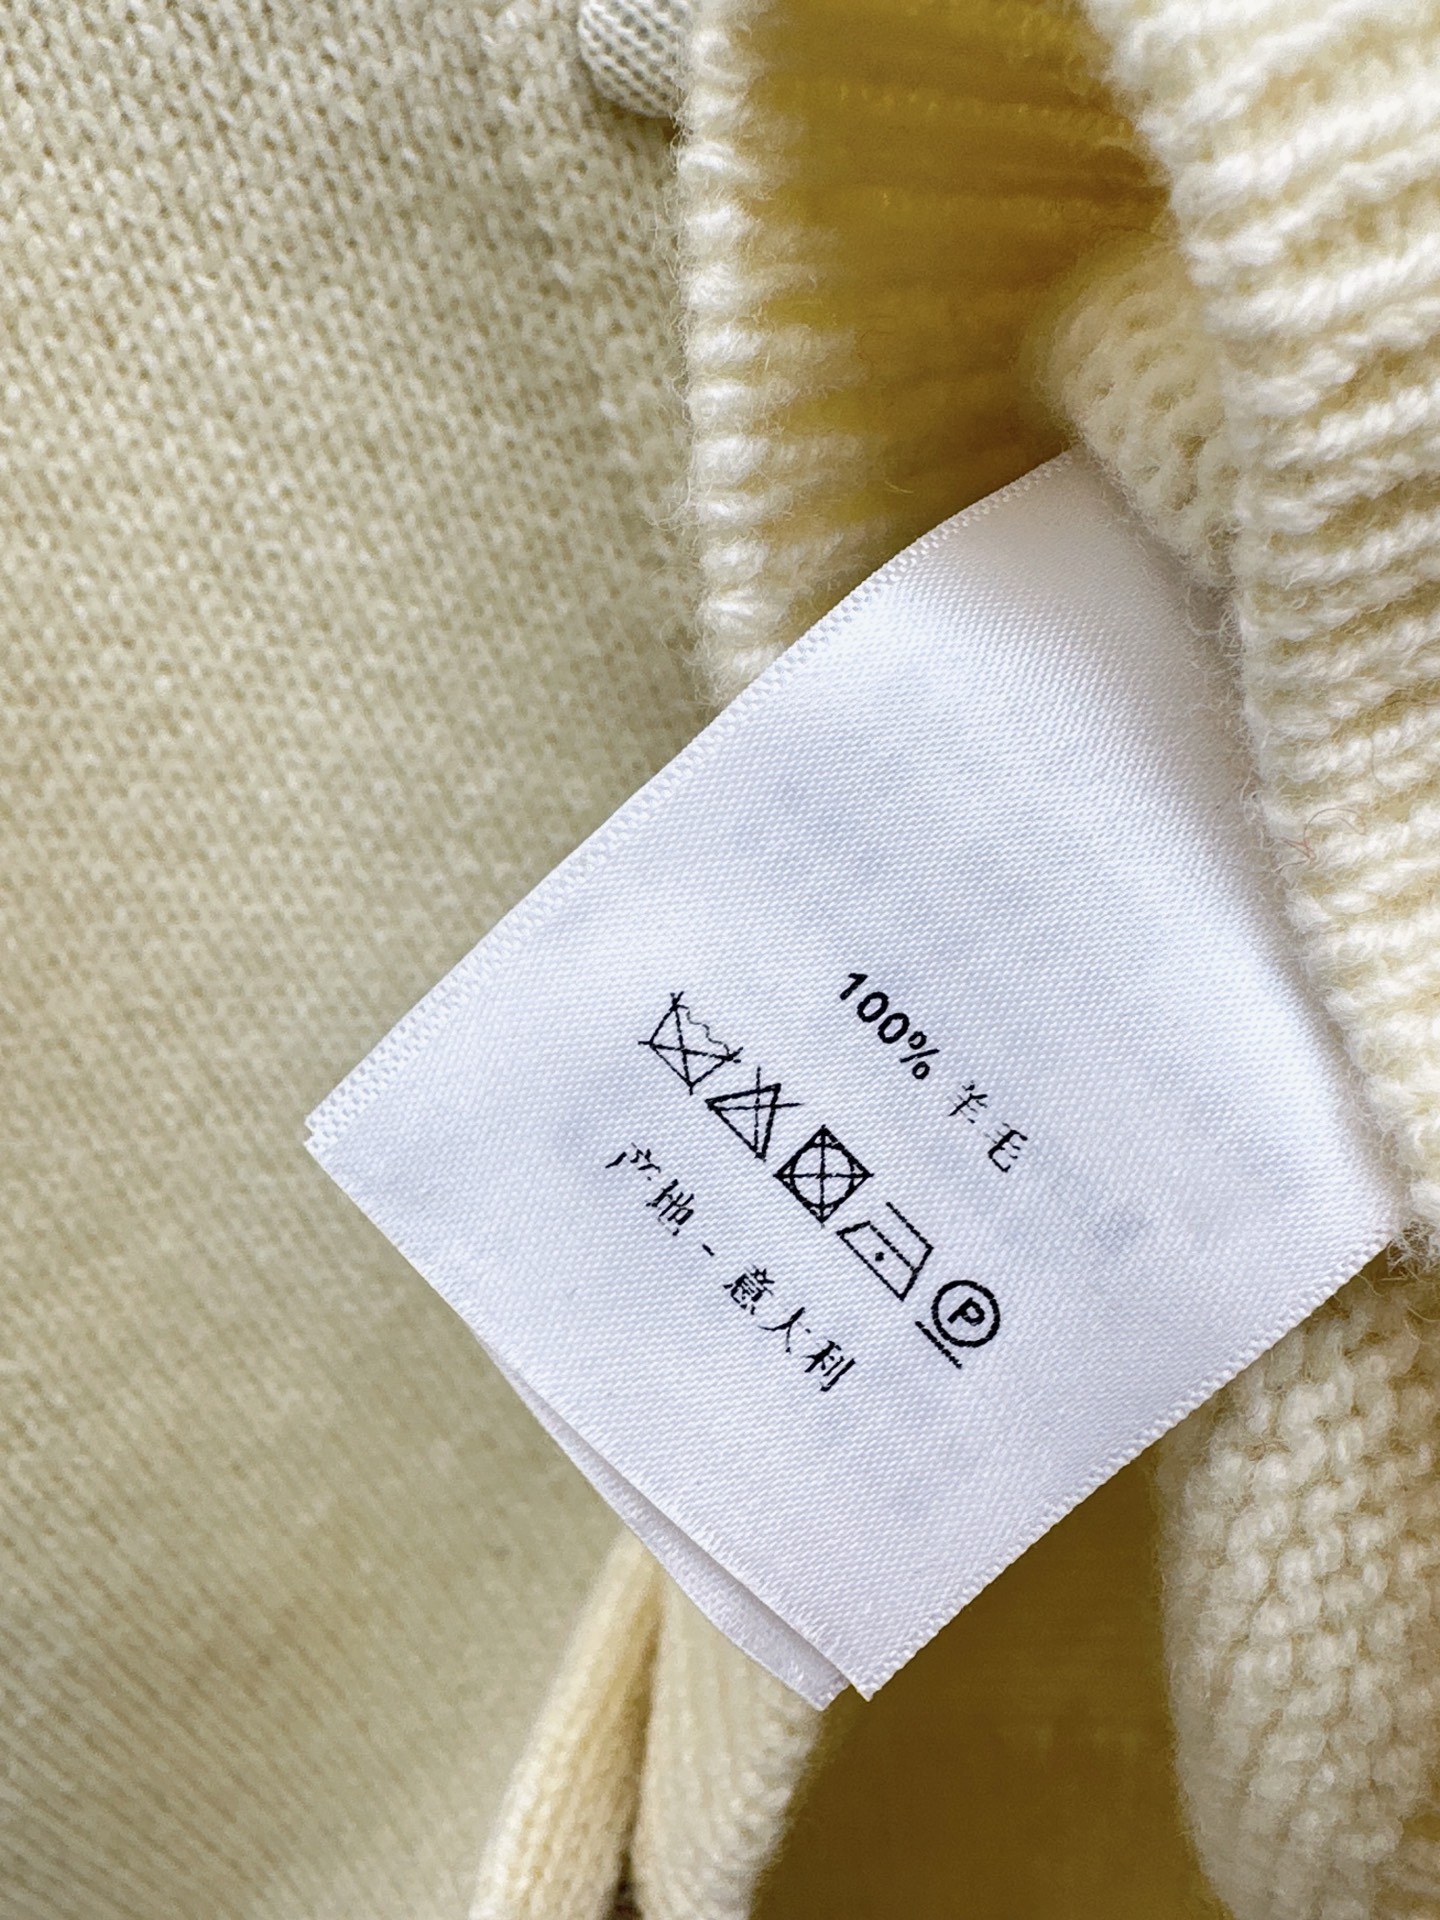 100% 羊毛
P
产地 - 意大利